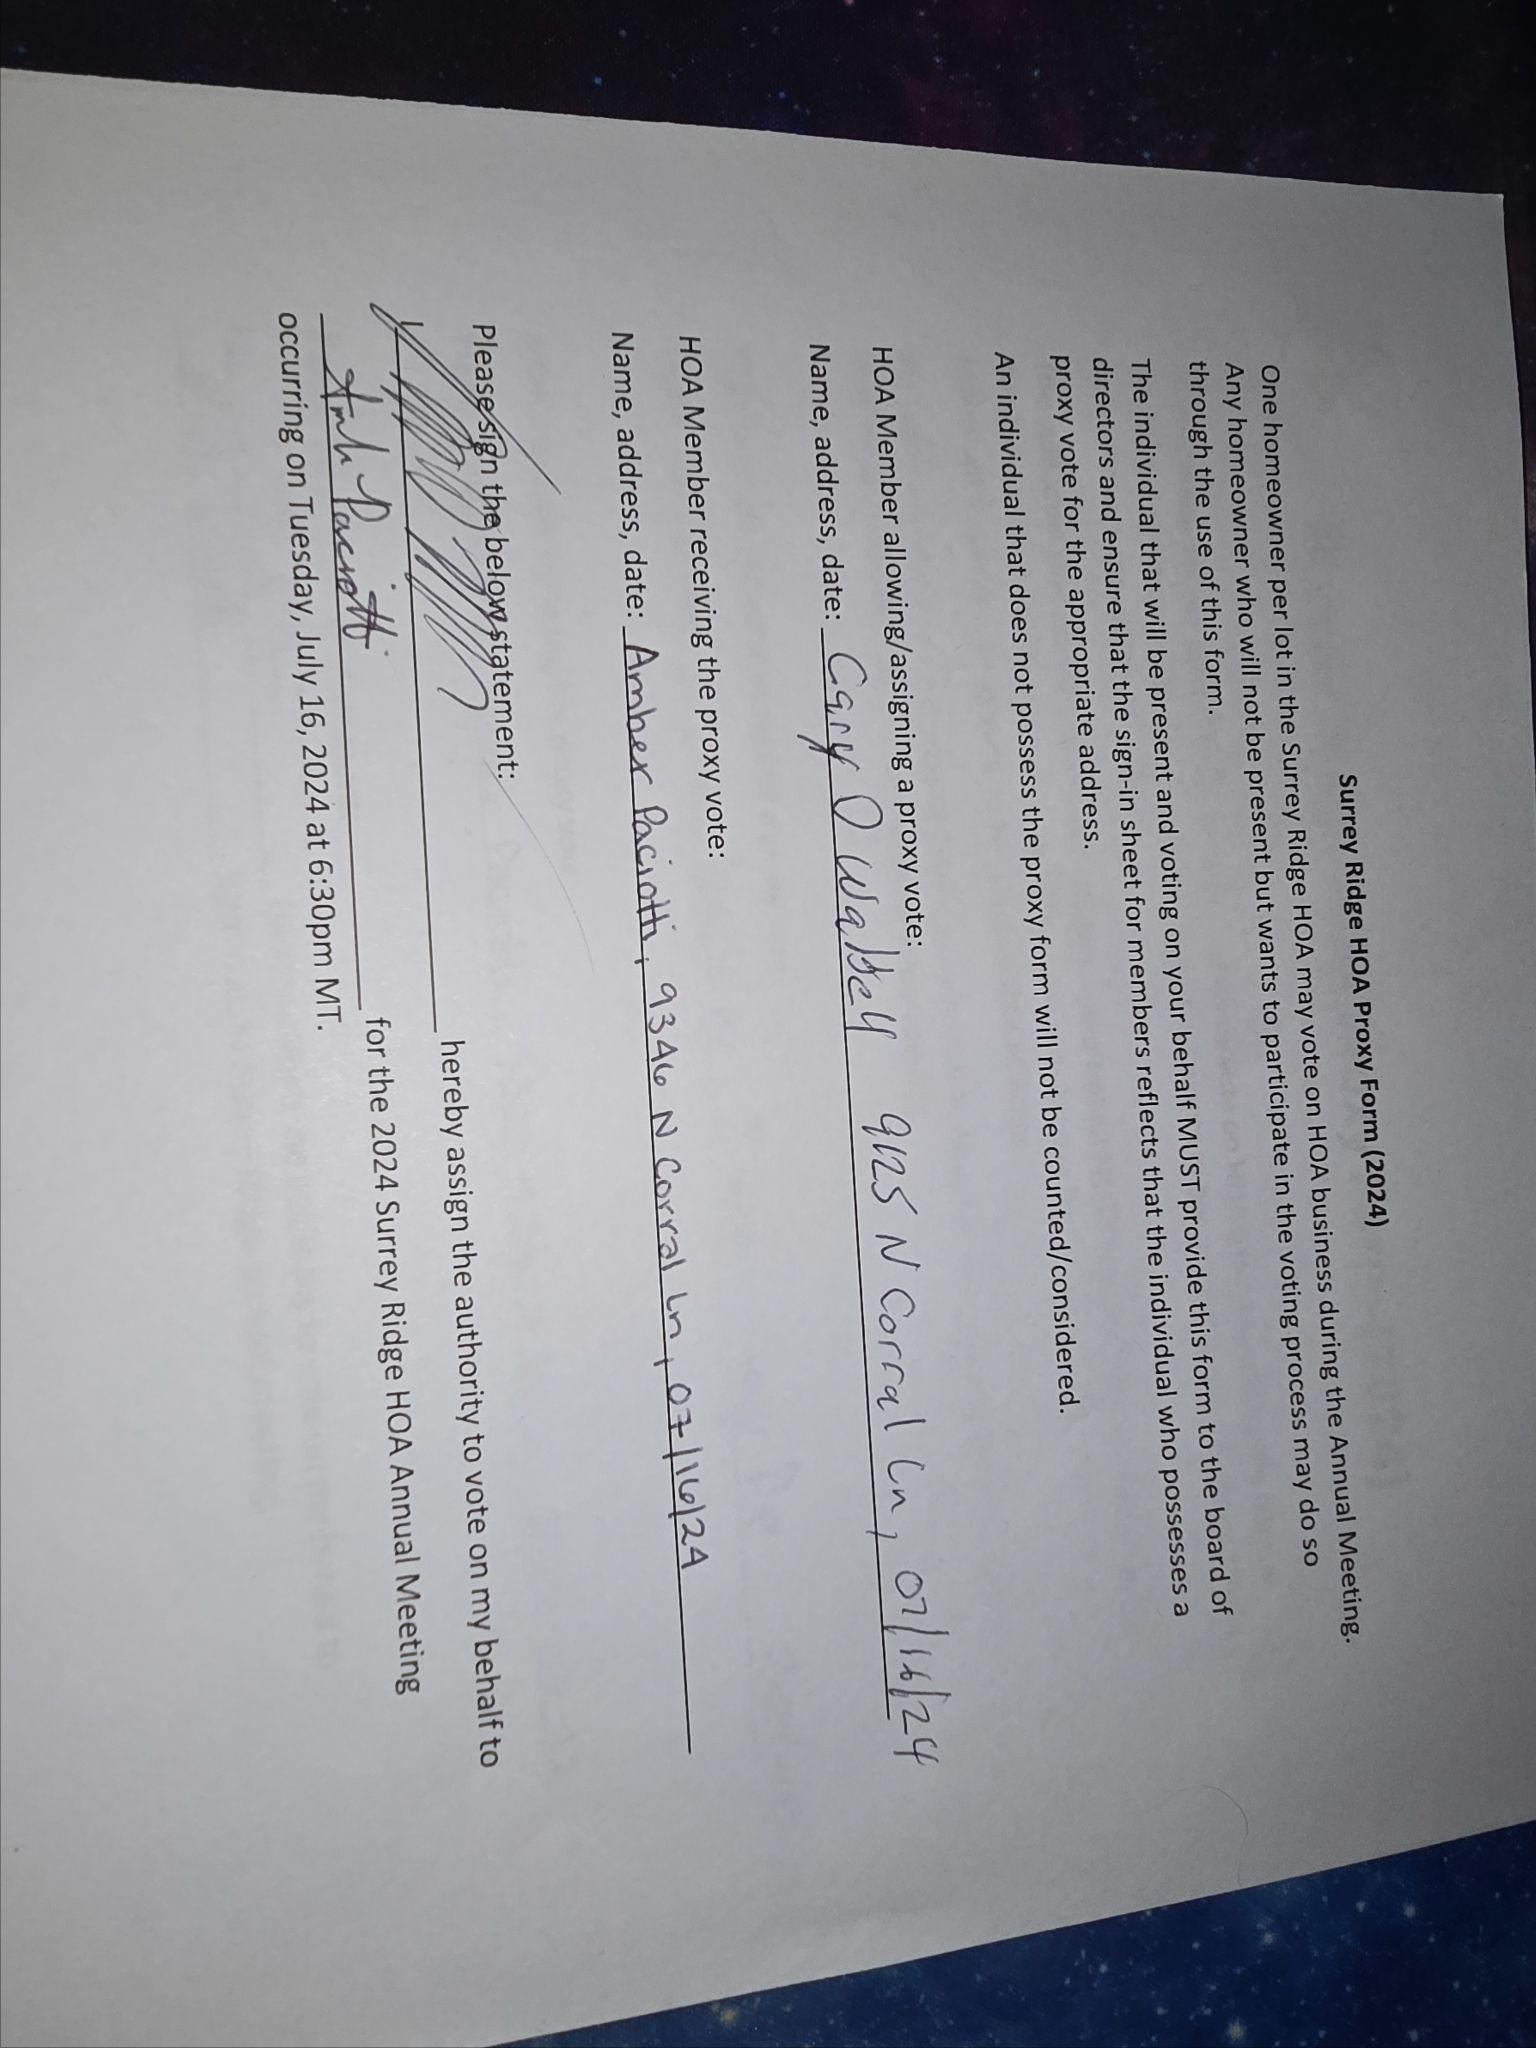 Surrey Ridge HOA Proxy Form (2024)
One homeowner per lot in the Surrey Ridge HOA may vote on HOA business during the Annual Meeting.
Any homeowner who will not be present but wants to participate in the voting process may do so
through the use of this form.
The individual that will be present and voting on your behalf MUST provide this form to the board of
directors and ensure that the sign-in sheet for members reflects that the individual who possesses a
proxy vote for the appropriate address.
An individual that does not possess the proxy form will not be counted/considered.
HOA Member allowing/assigning a proxy vote:
Name, address, date: Cary O Waddell 9125 N Corral Ln, 07/16/24
HOA Member receiving the proxy vote:
Name, address, date: Amber Paciotti, 9346 N Corral Ln, 07/16/24
Please sign the below statement:
hereby assign the authority to vote on my behalf to
Paciotti for the 2024 Surrey Ridge HOA Annual Meeting
occurring on Tuesday, July 16, 2024 at 6:30pm MT.